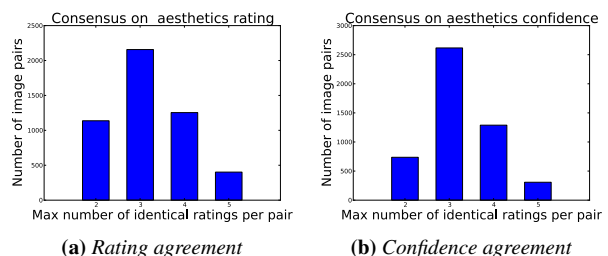 Consensus on  aesthetics rating
Number of image pairs
2500
2000
1500
1000
500
0
2 3 4 5
Max number of identical ratings per pair
(a) Rating agreement
Consensus on aesthetics confidence
Number of image pairs
3000
2500
2000
1500
1000
500
0
2 3 4 5
Max number of identical ratings per pair
(b) Confidence agreement